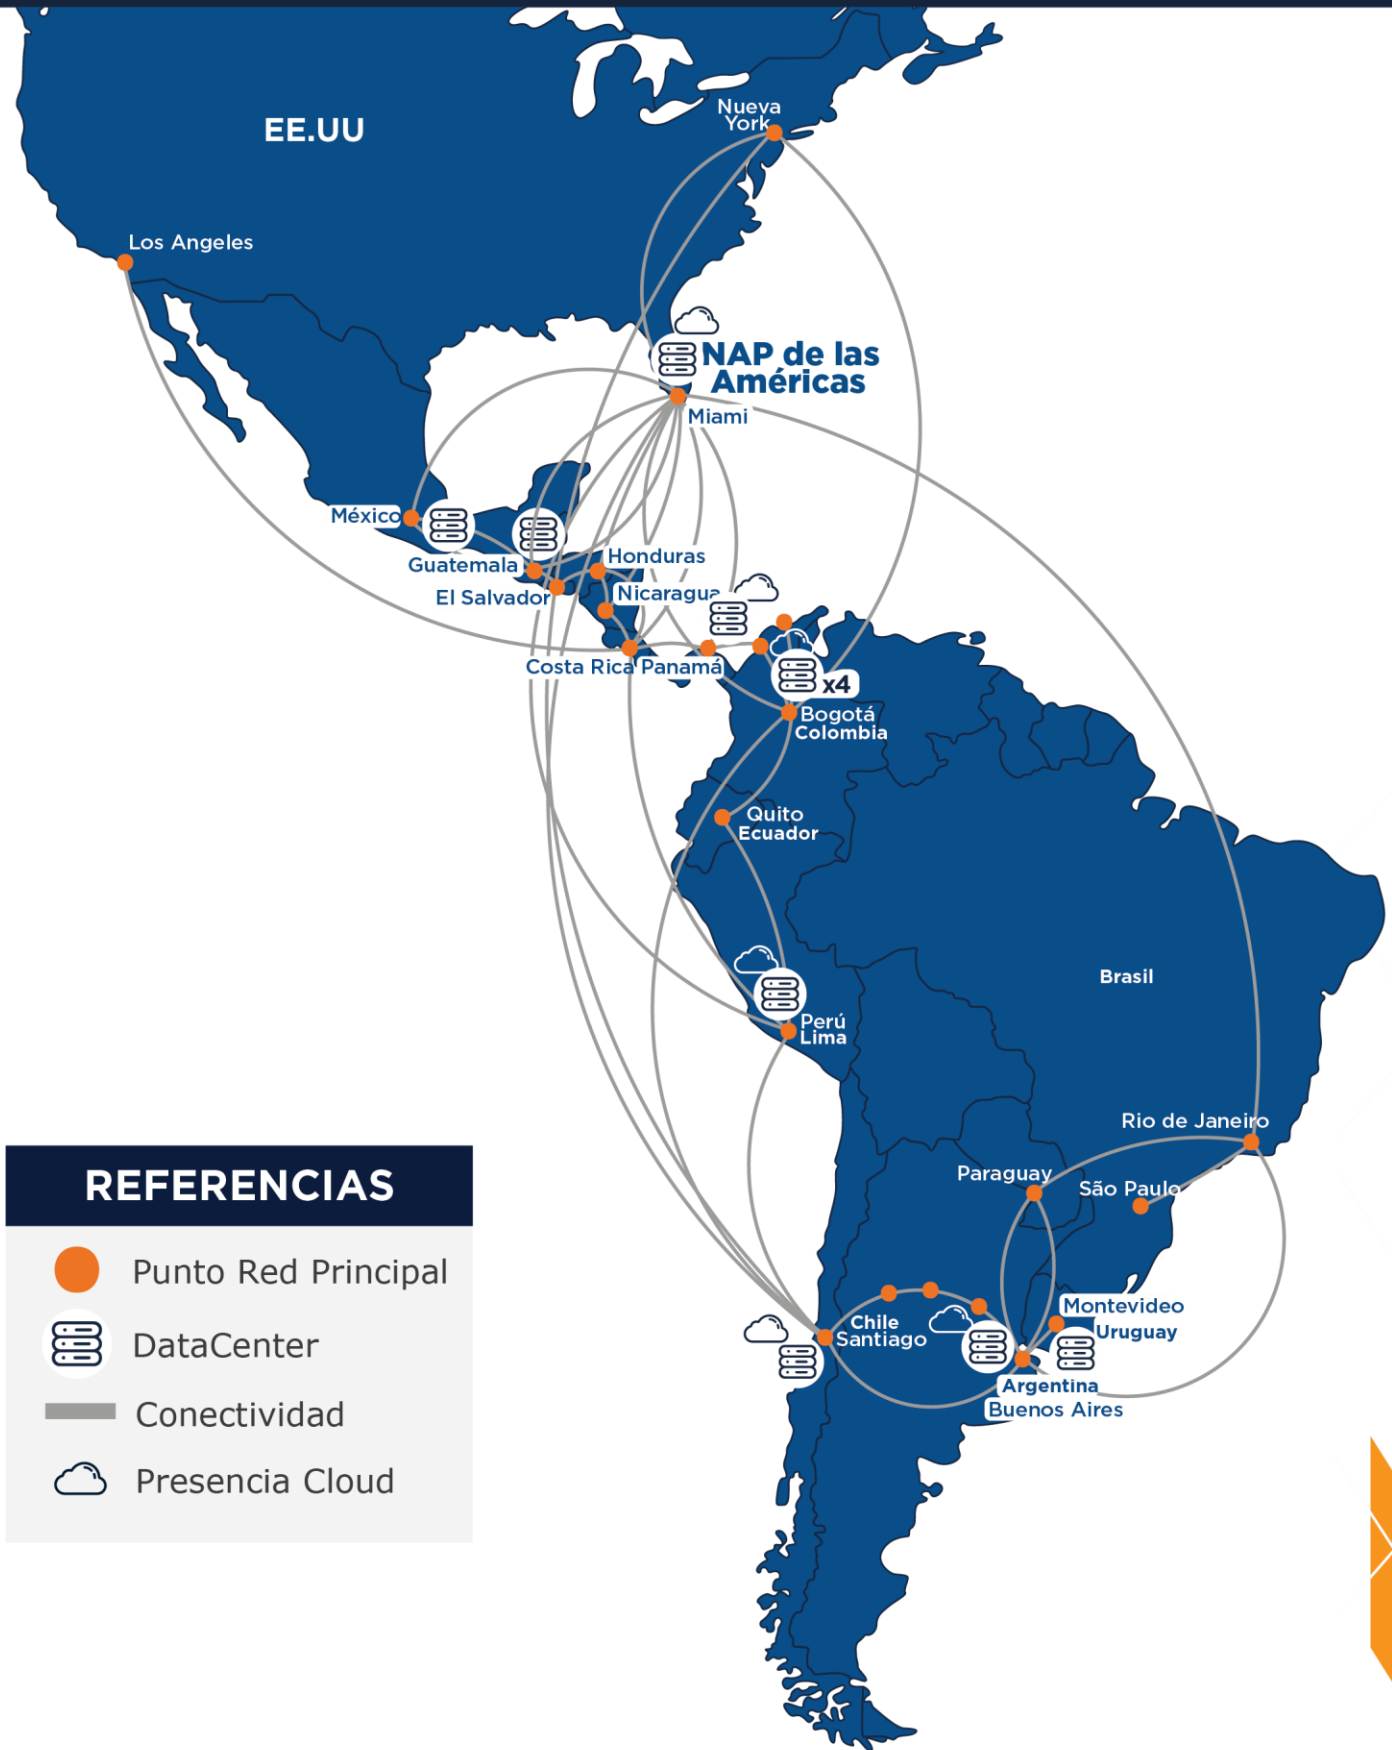 Nueva
York
EE.UU
Los Angeles
NAP de las
Américas
Miami
México
Honduras
Guatemala
Nicaragua
El Salvador
Costa Rica
Panamá
x4
Bogotá
Colombia
Quito
Ecuador
Brasil
Perú
Lima
Rio de Janeiro
Paraguay
São Paulo
REFERENCIAS
Punto Red Principal
DataCenter
Conectividad
Presencia Cloud
Montevideo
Uruguay
Chile
Santiago
Argentina
Buenos Aires